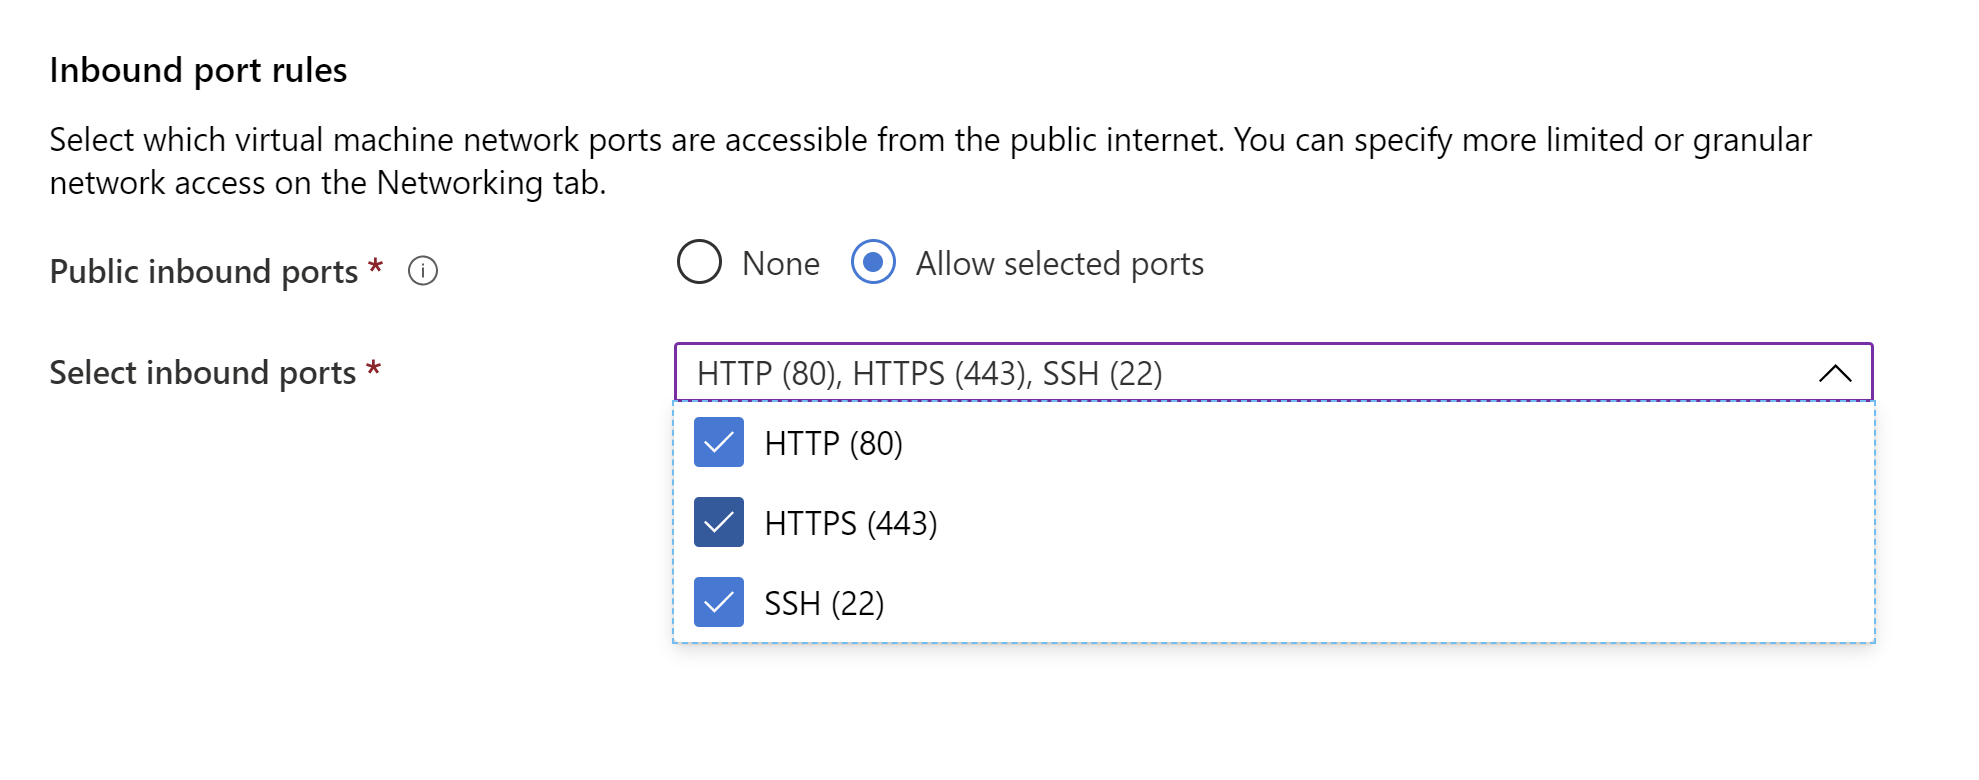 Inbound port rules
Select which virtual machine network ports are accessible from the public internet. You can specify more limited or granular
network access on the Networking tab.
Public inbound ports * ⓘ None Allow selected ports
Select inbound ports * HTTP (80), HTTPS (443), SSH (22)
HTTP (80)
HTTPS (443)
SSH (22)